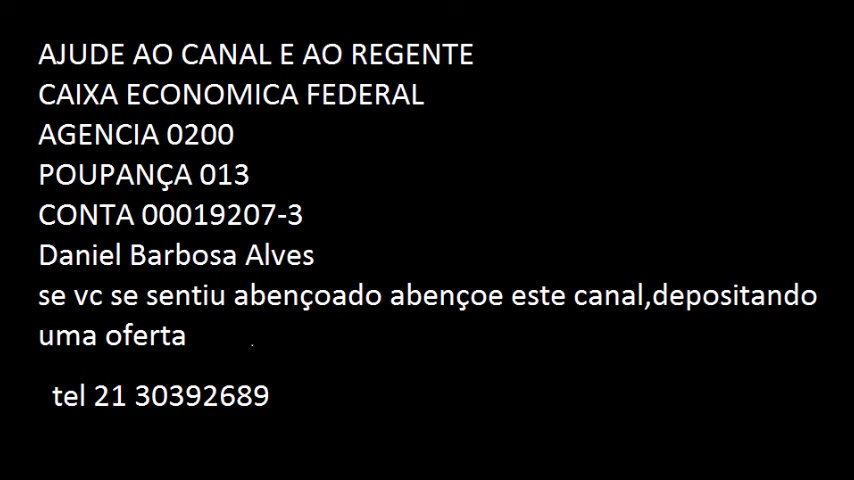 AJUDE AO CANAL E AO REGENTE
CAIXA ECONOMICA FEDERAL
AGENCIA 0200
POUPANÇA 013
CONTA 00019207-3
Daniel Barbosa Alves
se vc se sentiu abençoado abençoe este canal,depositando
uma oferta .
tel 21 30392689